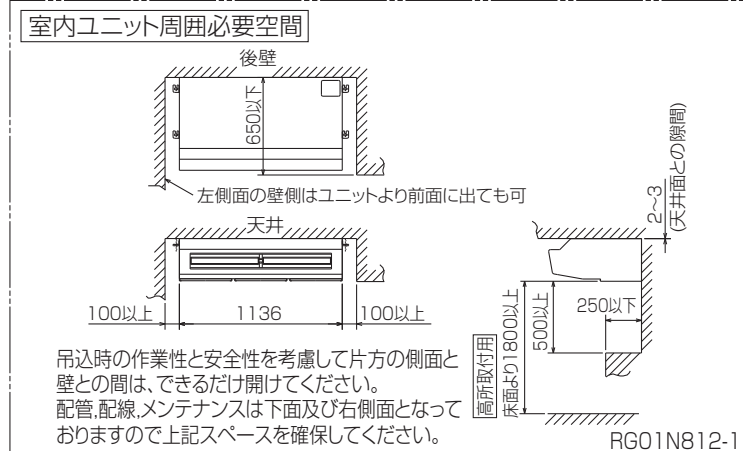 室内ユニット周囲必要空間
後壁
650以下
左側面の壁側はユニットより前面に出ても可
天井
100以上
1136
100以上
2~3
(天井面との隙間)
250以下
500以上
高所取付用
床面より1800以上
吊込時の作業性と安全性を考慮して片方の側面と
壁との間は、できるだけ開けてください。
配管,配線,メンテナンスは下面及び右側面となって
おりますので上記スペースを確保してください。
RG01N812-1